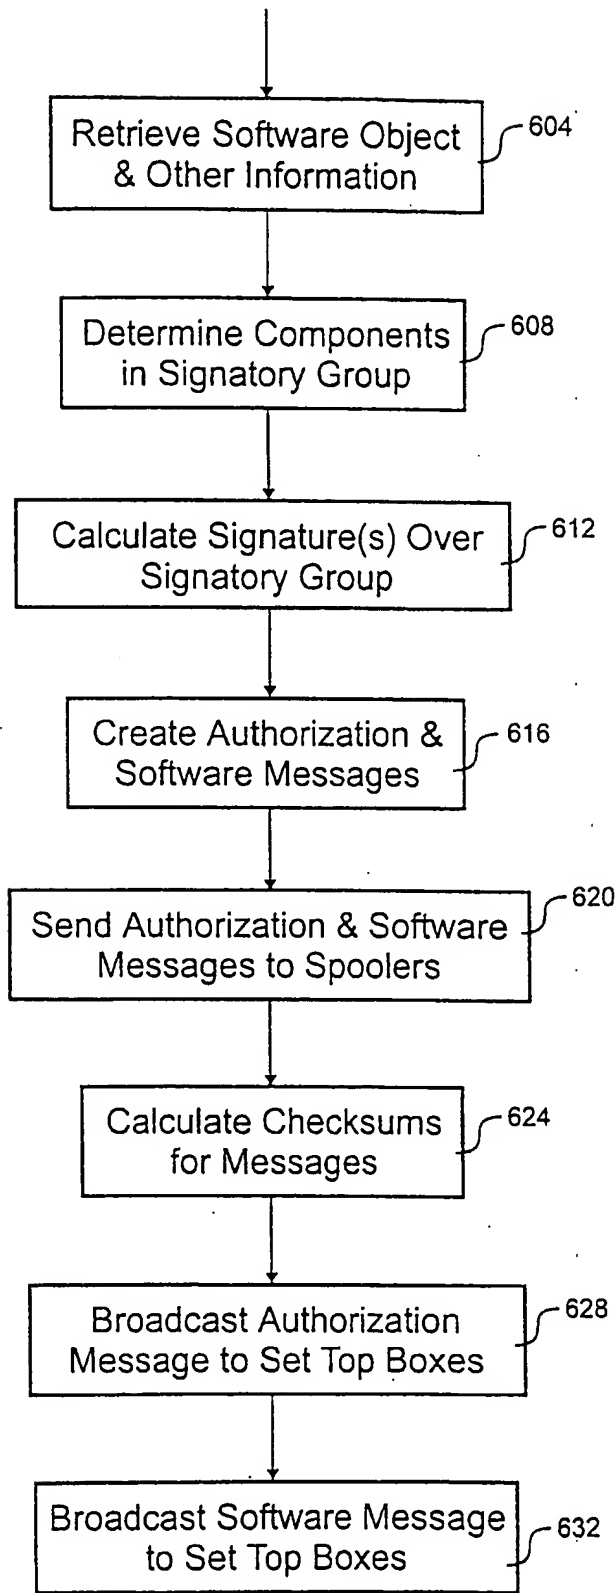 Retrieve Software Object
& Other Information
604
Determine Components
in Signatory Group
608
Calculate Signature(s) Over
Signatory Group
612
Create Authorization &
Software Messages
616
Send Authorization & Software
Messages to Spoolers
620
Calculate Checksums
for Messages
624
Broadcast Authorization
Message to Set Top Boxes
628
Broadcast Software Message
to Set Top Boxes
632